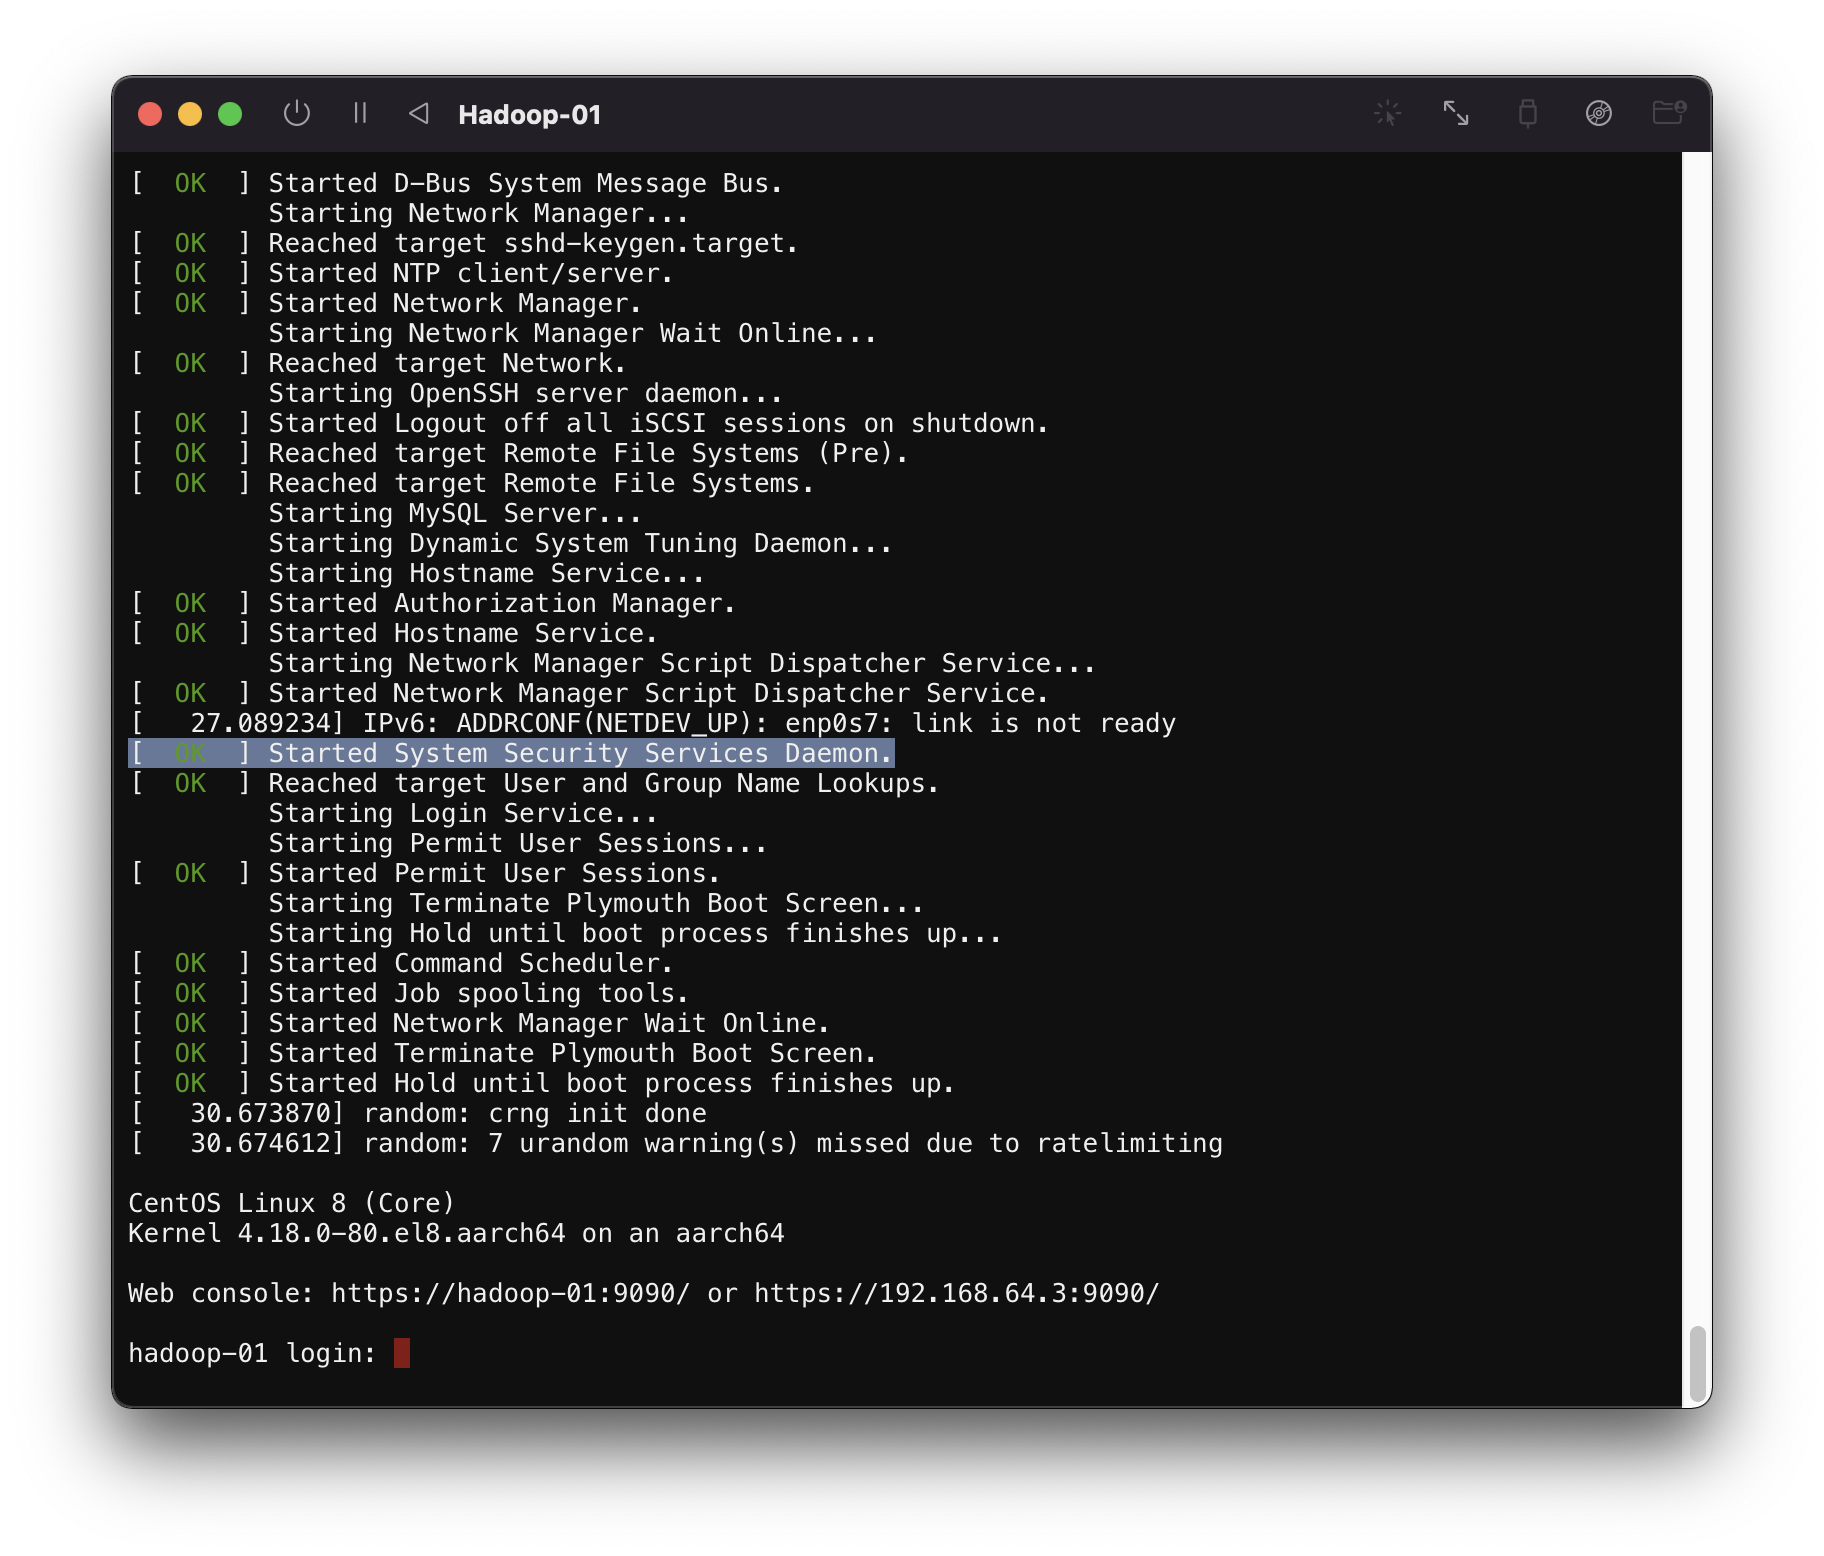 Hadoop-01
[  OK  ] Started D-Bus System Message Bus.
         Starting Network Manager...
[  OK  ] Reached target sshd-keygen.target.
[  OK  ] Started NTP client/server.
[  OK  ] Started Network Manager.
         Starting Network Manager Wait Online...
[  OK  ] Reached target Network.
         Starting OpenSSH server daemon...
[  OK  ] Started Logout off all iSCSI sessions on shutdown.
[  OK  ] Reached target Remote File Systems (Pre).
[  OK  ] Reached target Remote File Systems.
         Starting MySQL Server...
         Starting Dynamic System Tuning Daemon...
         Starting Hostname Service...
[  OK  ] Started Authorization Manager.
[  OK  ] Started Hostname Service.
         Starting Network Manager Script Dispatcher Service...
[  OK  ] Started Network Manager Script Dispatcher Service.
[   27.089234] IPv6: ADDRCONF(NETDEV_UP): enp0s7: link is not ready
[  OK  ] Started System Security Services Daemon.
[  OK  ] Reached target User and Group Name Lookups.
         Starting Login Service...
         Starting Permit User Sessions...
[  OK  ] Started Permit User Sessions.
         Starting Terminate Plymouth Boot Screen...
         Starting Hold until boot process finishes up...
[  OK  ] Started Command Scheduler.
[  OK  ] Started Job spooling tools.
[  OK  ] Started Network Manager Wait Online.
[  OK  ] Started Terminate Plymouth Boot Screen.
[  OK  ] Started Hold until boot process finishes up.
[   30.673870] random: crng init done
[   30.674612] random: 7 urandom warning(s) missed due to ratelimiting
CentOS Linux 8 (Core)
Kernel 4.18.0-80.el8.aarch64 on an aarch64
Web console: https://hadoop-01:9090/ or https://192.168.64.3:9090/
hadoop-01 login: